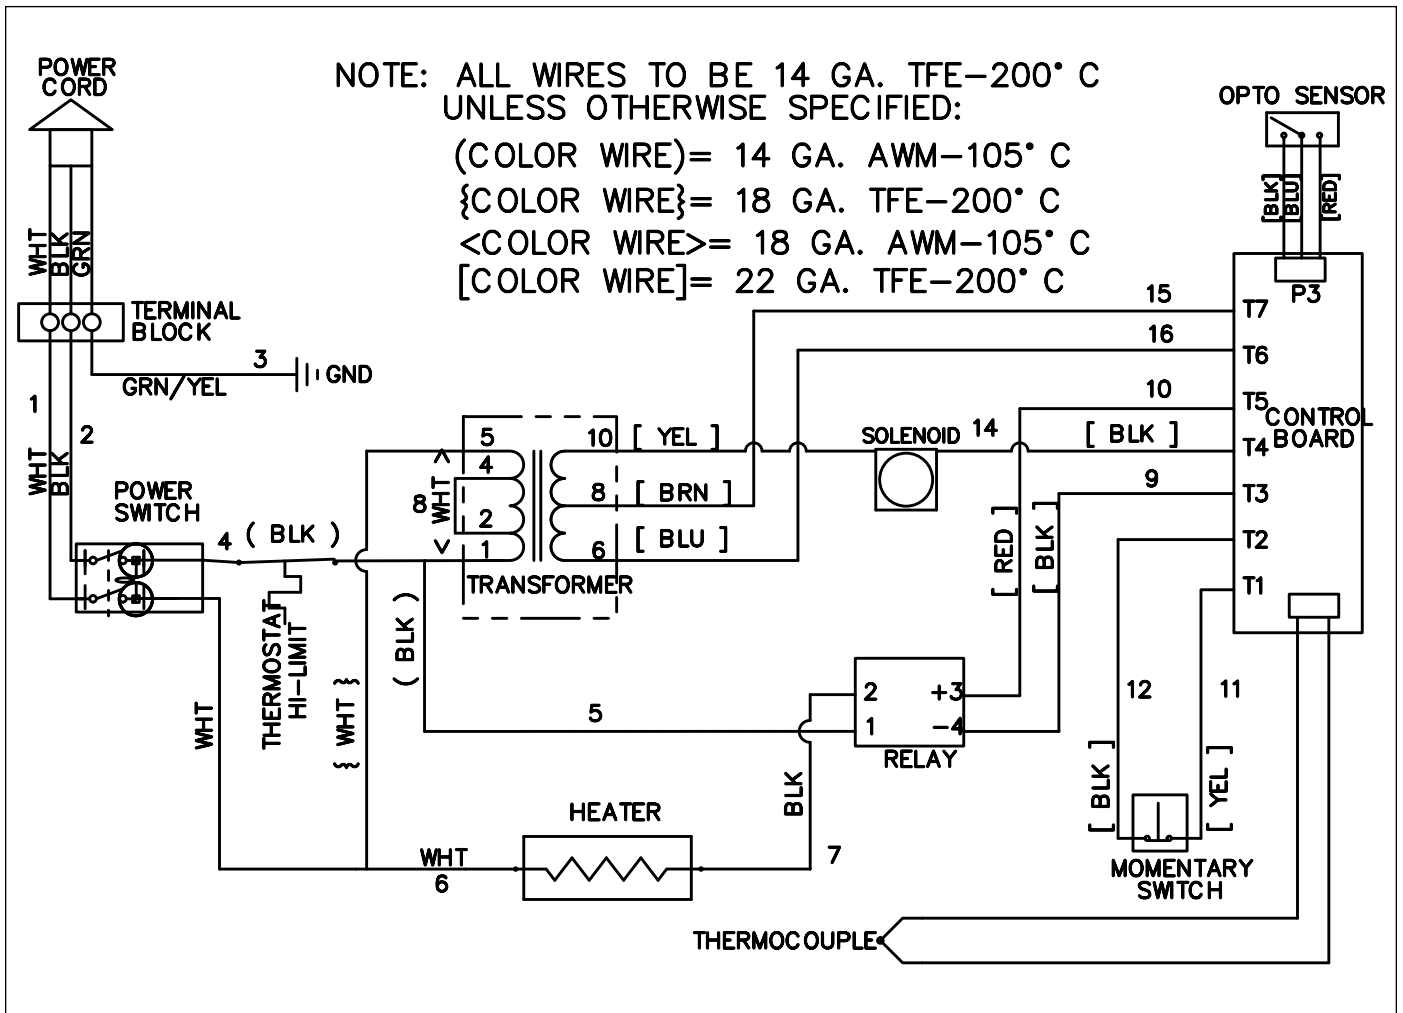 POWER
CORD
NOTE: ALL WIRES TO BE 14 GA. TFE-200° C
UNLESS OTHERWISE SPECIFIED:
(COLOR WIRE)= 14 GA. AWM-105° C
{COLOR WIRE}= 18 GA. TFE-200° C
<COLOR WIRE>= 18 GA. AWM-105° C
[COLOR WIRE]= 22 GA. TFE-200° C
OPTO SENSOR
[BLK]
[BLU]
[RED]
WHT
BLK
GRN
TERMINAL
BLOCK
P3
15
T7
16
T6
3
GND
GRN/YEL
1
2
10
T5
CONTROL
BOARD
5
10
[ YEL ]
SOLENOID
14
[ BLK ]
T4
WHT
BLK
4
8
< WHT >
8
[ BRN ]
9
T3
POWER
SWITCH
4
( BLK )
2
1
[ BLU ]
6
T2
TRANSFORMER
[ RED ]
[ BLK ]
T1
THERMOSTAT
HI-LIMIT
( BLK )
WHT
{ WHT }
5
2
+3
1
-4
RELAY
12
11
BLK
[ BLK ]
[ YEL ]
HEATER
WHT
6
7
MOMENTARY
SWITCH
THERMOCOUPLE